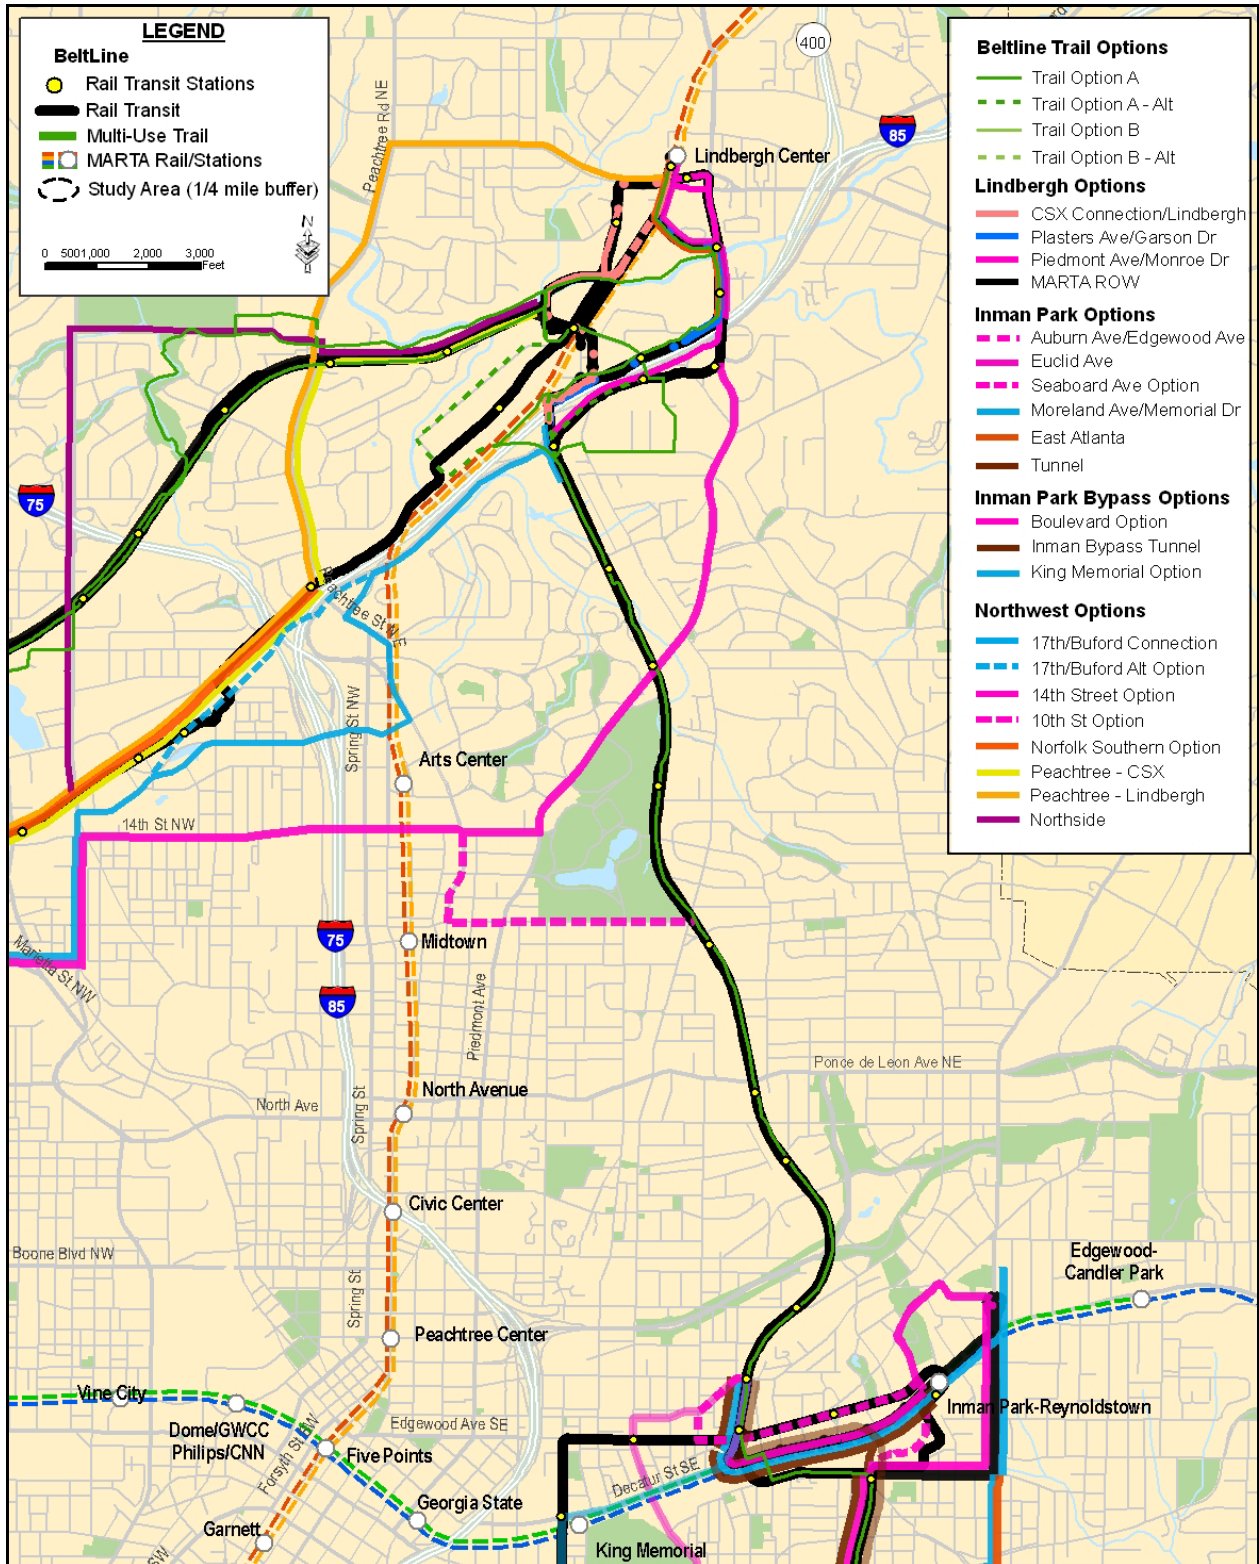 LEGEND
BeltLine
Rail Transit Stations
Rail Transit
Multi-Use Trail
MARTA Rail/Stations
Study Area (1/4 mile buffer)
N
0 500 1,000 2,000 3,000
Feet
Beltline Trail Options
Trail Option A
Trail Option A - Alt
Trail Option B
Trail Option B - Alt
Lindbergh Options
CSX Connection/Lindbergh
Plasters Ave/Garson Dr
Piedmont Ave/Monroe Dr
MARTA ROW
Inman Park Options
Auburn Ave/Edgewood Ave
Euclid Ave
Seaboard Ave Option
Moreland Ave/Memorial Dr
East Atlanta
Tunnel
Inman Park Bypass Options
Boulevard Option
Inman Bypass Tunnel
King Memorial Option
Northwest Options
17th/Buford Connection
17th/Buford Alt Option
14th Street Option
10th St Option
Norfolk Southern Option
Peachtree - CSX
Peachtree - Lindbergh
Northside
400
85
Peachtree Rd NE
Lindbergh Center
75
Peachtree St NE
Spring St NW
Arts Center
14th St NW
75
Midtown
Marietta St NW
85
Piedmont Ave
Ponce de Leon Ave NE
North Avenue
North Ave
Spring St
Civic Center
Boone Blvd NW
Edgewood-
Candler Park
Spring St
Peachtree Center
Vine City
Inman Park-Reynoldstown
Dome/GWCC
Philips/CNN
Edgewood Ave SE
Forsyth St SW
Five Points
Decatur St SE
Georgia State
Garnett
King Memorial
SW